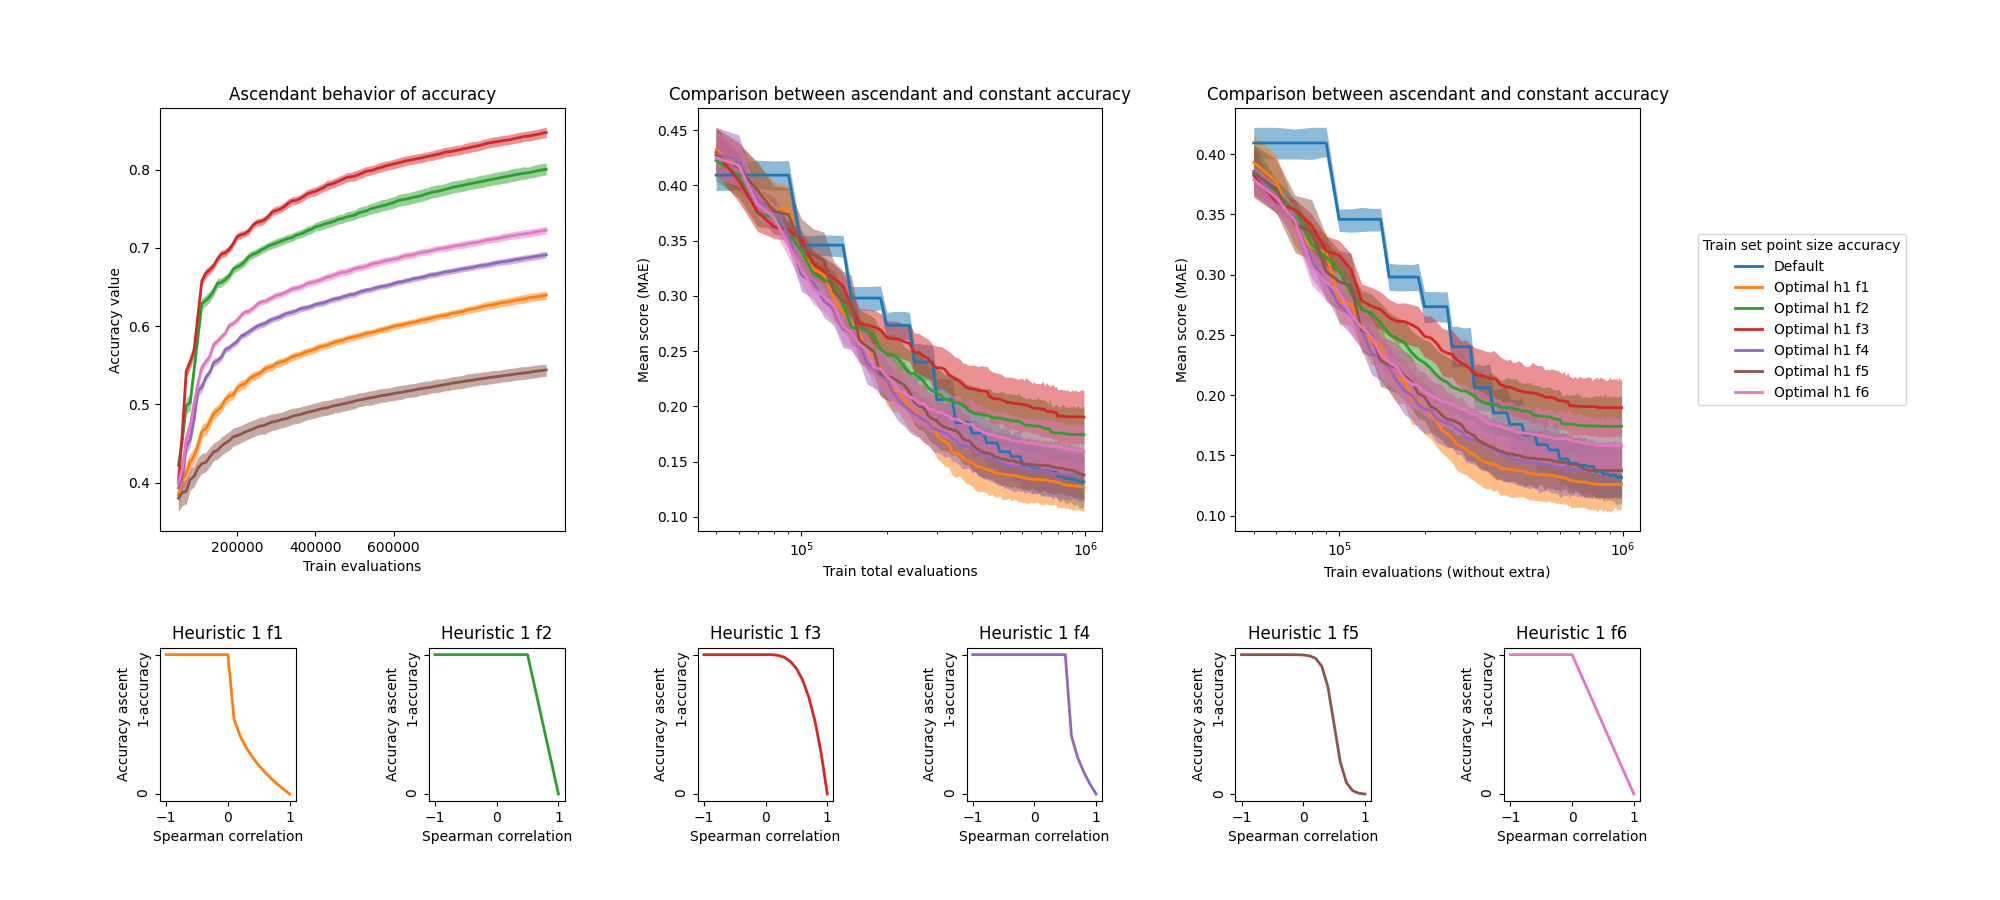 Ascendant behavior of accuracy
Accuracy value
0.8
0.7
0.6
0.5
0.4
200000 400000 600000
Train evaluations
Comparison between ascendant and constant accuracy
Mean score (MAE)
0.45
0.40
0.35
0.30
0.25
0.20
0.15
0.10
10^5 10^6
Train total evaluations
Comparison between ascendant and constant accuracy
Mean score (MAE)
0.40
0.35
0.30
0.25
0.20
0.15
0.10
10^5 10^6
Train evaluations (without extra)
Train set point size accuracy
Default
Optimal h1 f1
Optimal h1 f2
Optimal h1 f3
Optimal h1 f4
Optimal h1 f5
Optimal h1 f6
Heuristic 1 f1
Accuracy ascent
1-accuracy
0
−1 0 1
Spearman correlation
Heuristic 1 f2
Accuracy ascent
1-accuracy
0
−1 0 1
Spearman correlation
Heuristic 1 f3
Accuracy ascent
1-accuracy
0
−1 0 1
Spearman correlation
Heuristic 1 f4
Accuracy ascent
1-accuracy
0
−1 0 1
Spearman correlation
Heuristic 1 f5
Accuracy ascent
1-accuracy
0
−1 0 1
Spearman correlation
Heuristic 1 f6
Accuracy ascent
1-accuracy
0
−1 0 1
Spearman correlation